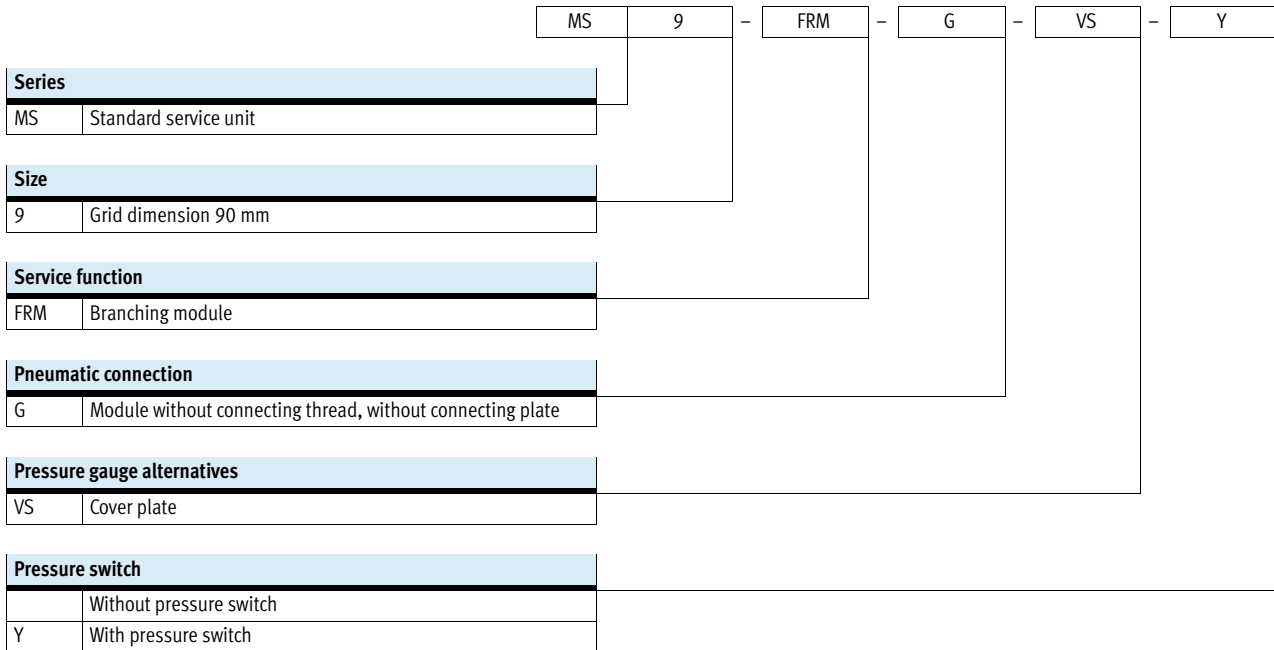 MS 9 – FRM – G – VS – Y
Series
MS Standard service unit
Size
9 Grid dimension 90 mm
Service function
FRM Branching module
Pneumatic connection
G Module without connecting thread, without connecting plate
Pressure gauge alternatives
VS Cover plate
Pressure switch
Without pressure switch
Y With pressure switch